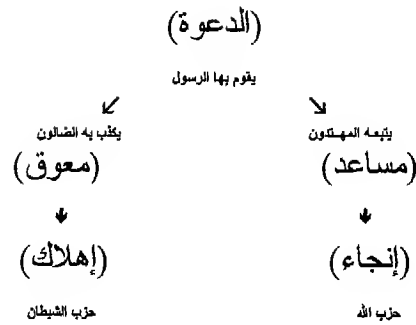 (الدعوة)
يقوم بها الرسول
يتبعه المهتدون
يكذب به الضالون
(مساعد)
(معوق)
(إنجاء)
(إهلاك)
حزب الله
حزب الشيطان